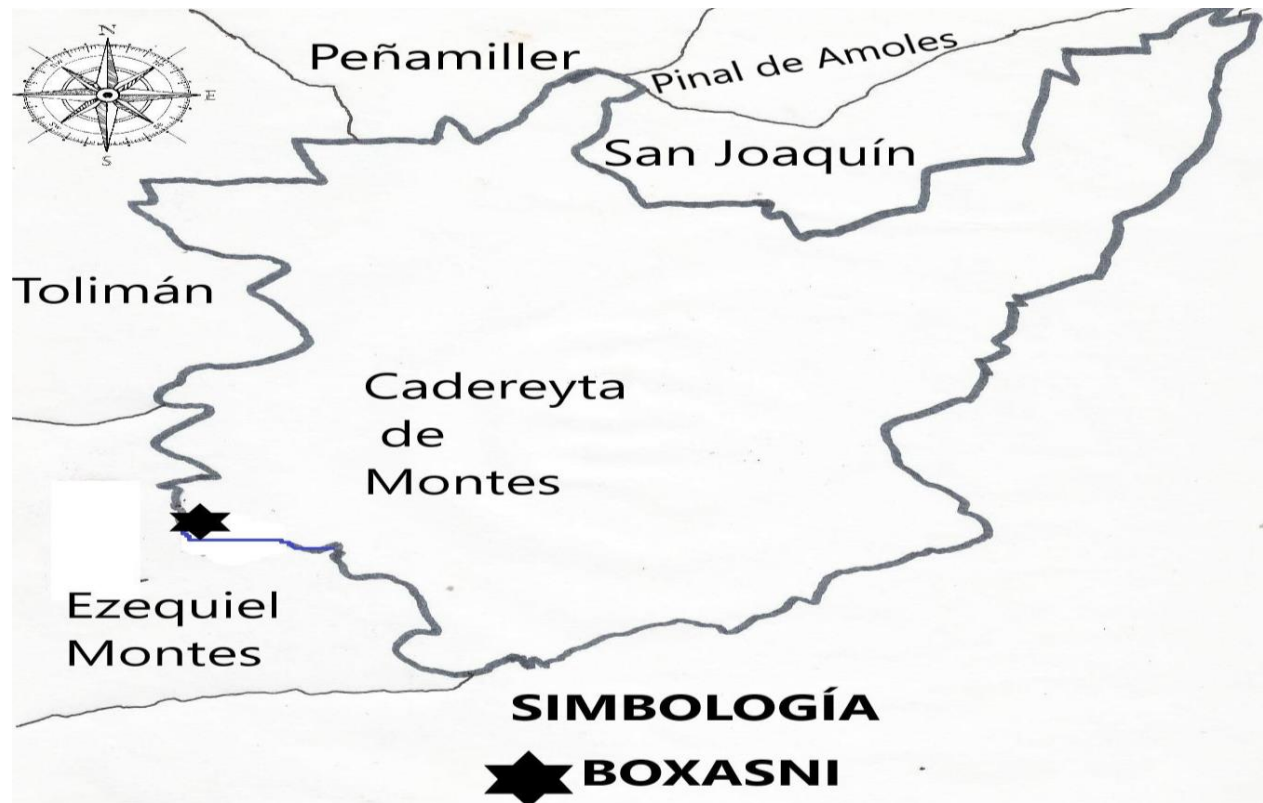 N
E
S
Peñamiller
Pinal de Amoles
San Joaquín
Tolimán
Cadereyta
de
Montes
Ezequiel
Montes
SIMBOLOGÍA
BOXASNI